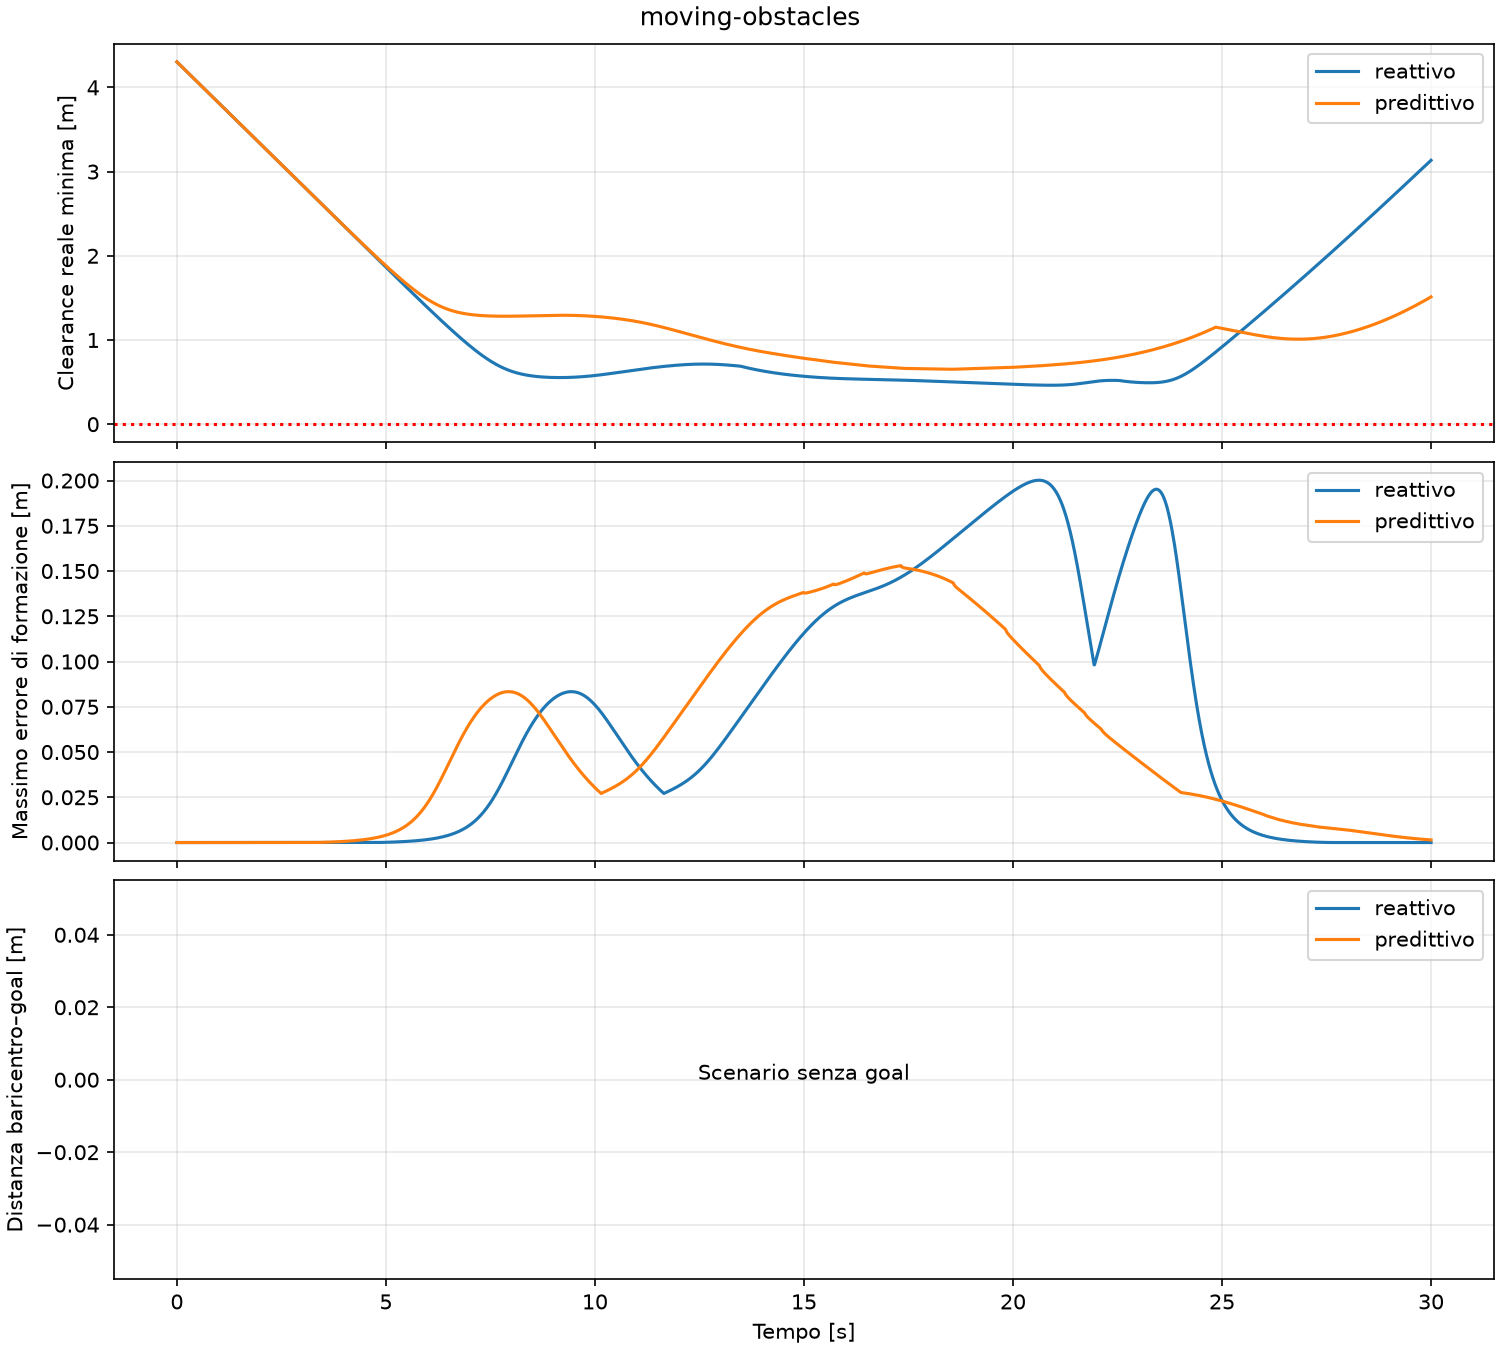 moving-obstacles
Clearance reale minima [m]
4
3
2
1
0
reattivo
predittivo
Massimo errore di formazione [m]
0.200
0.175
0.150
0.125
0.100
0.075
0.050
0.025
0.000
reattivo
predittivo
Distanza baricentro–goal [m]
0.04
0.02
0.00
−0.02
−0.04
reattivo
predittivo
Scenario senza goal
0 5 10 15 20 25 30
Tempo [s]